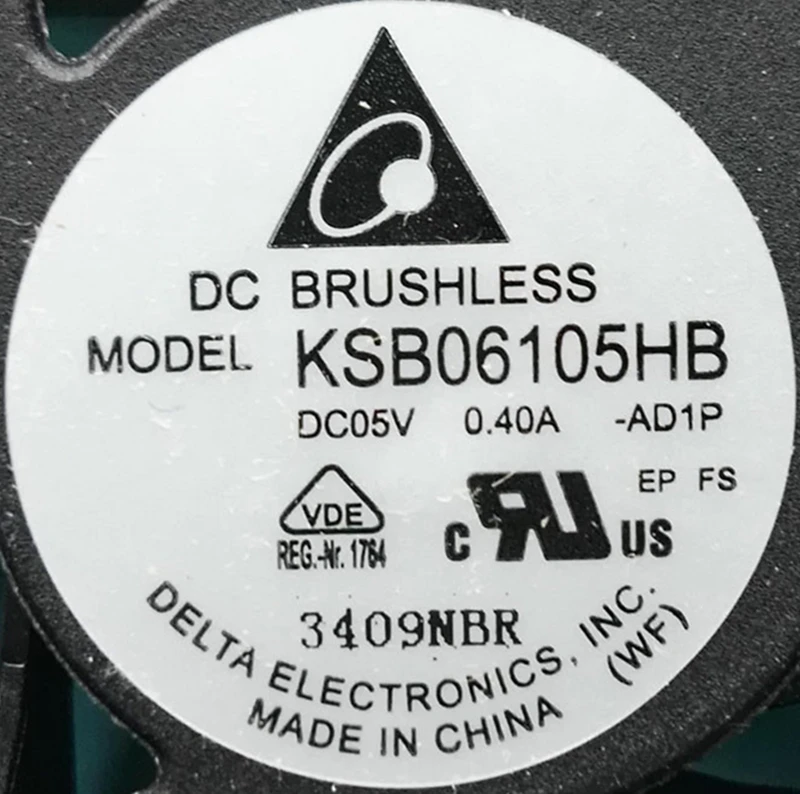 DC BRUSHLESS
MODEL KSB06105HB
DC05V 0.40A -AD1P
EP FS
VDE
REG.-Nr. 1764
C RU US
3409NBR
DELTA ELECTRONICS, INC.
(WF)
MADE IN CHINA